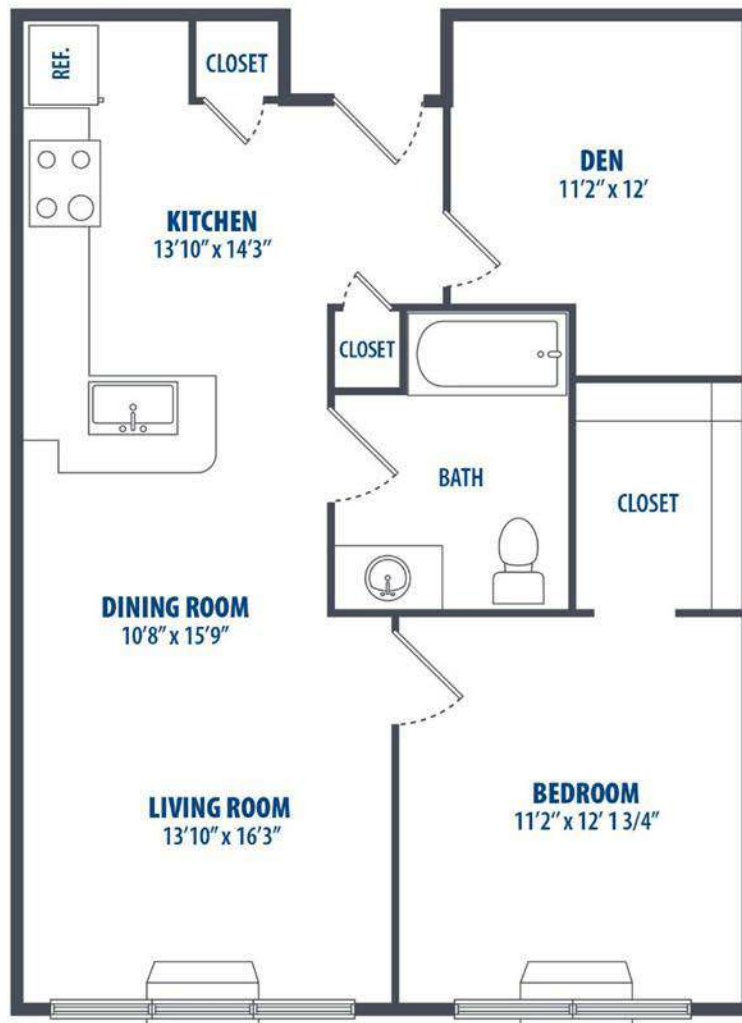 REF.
CLOSET
DEN
11'2" x 12'
KITCHEN
13'10" x 14'3"
CLOSET
BATH
CLOSET
DINING ROOM
10'8" x 15'9"
LIVING ROOM
13'10" x 16'3"
BEDROOM
11'2" x 12' 1 3/4"